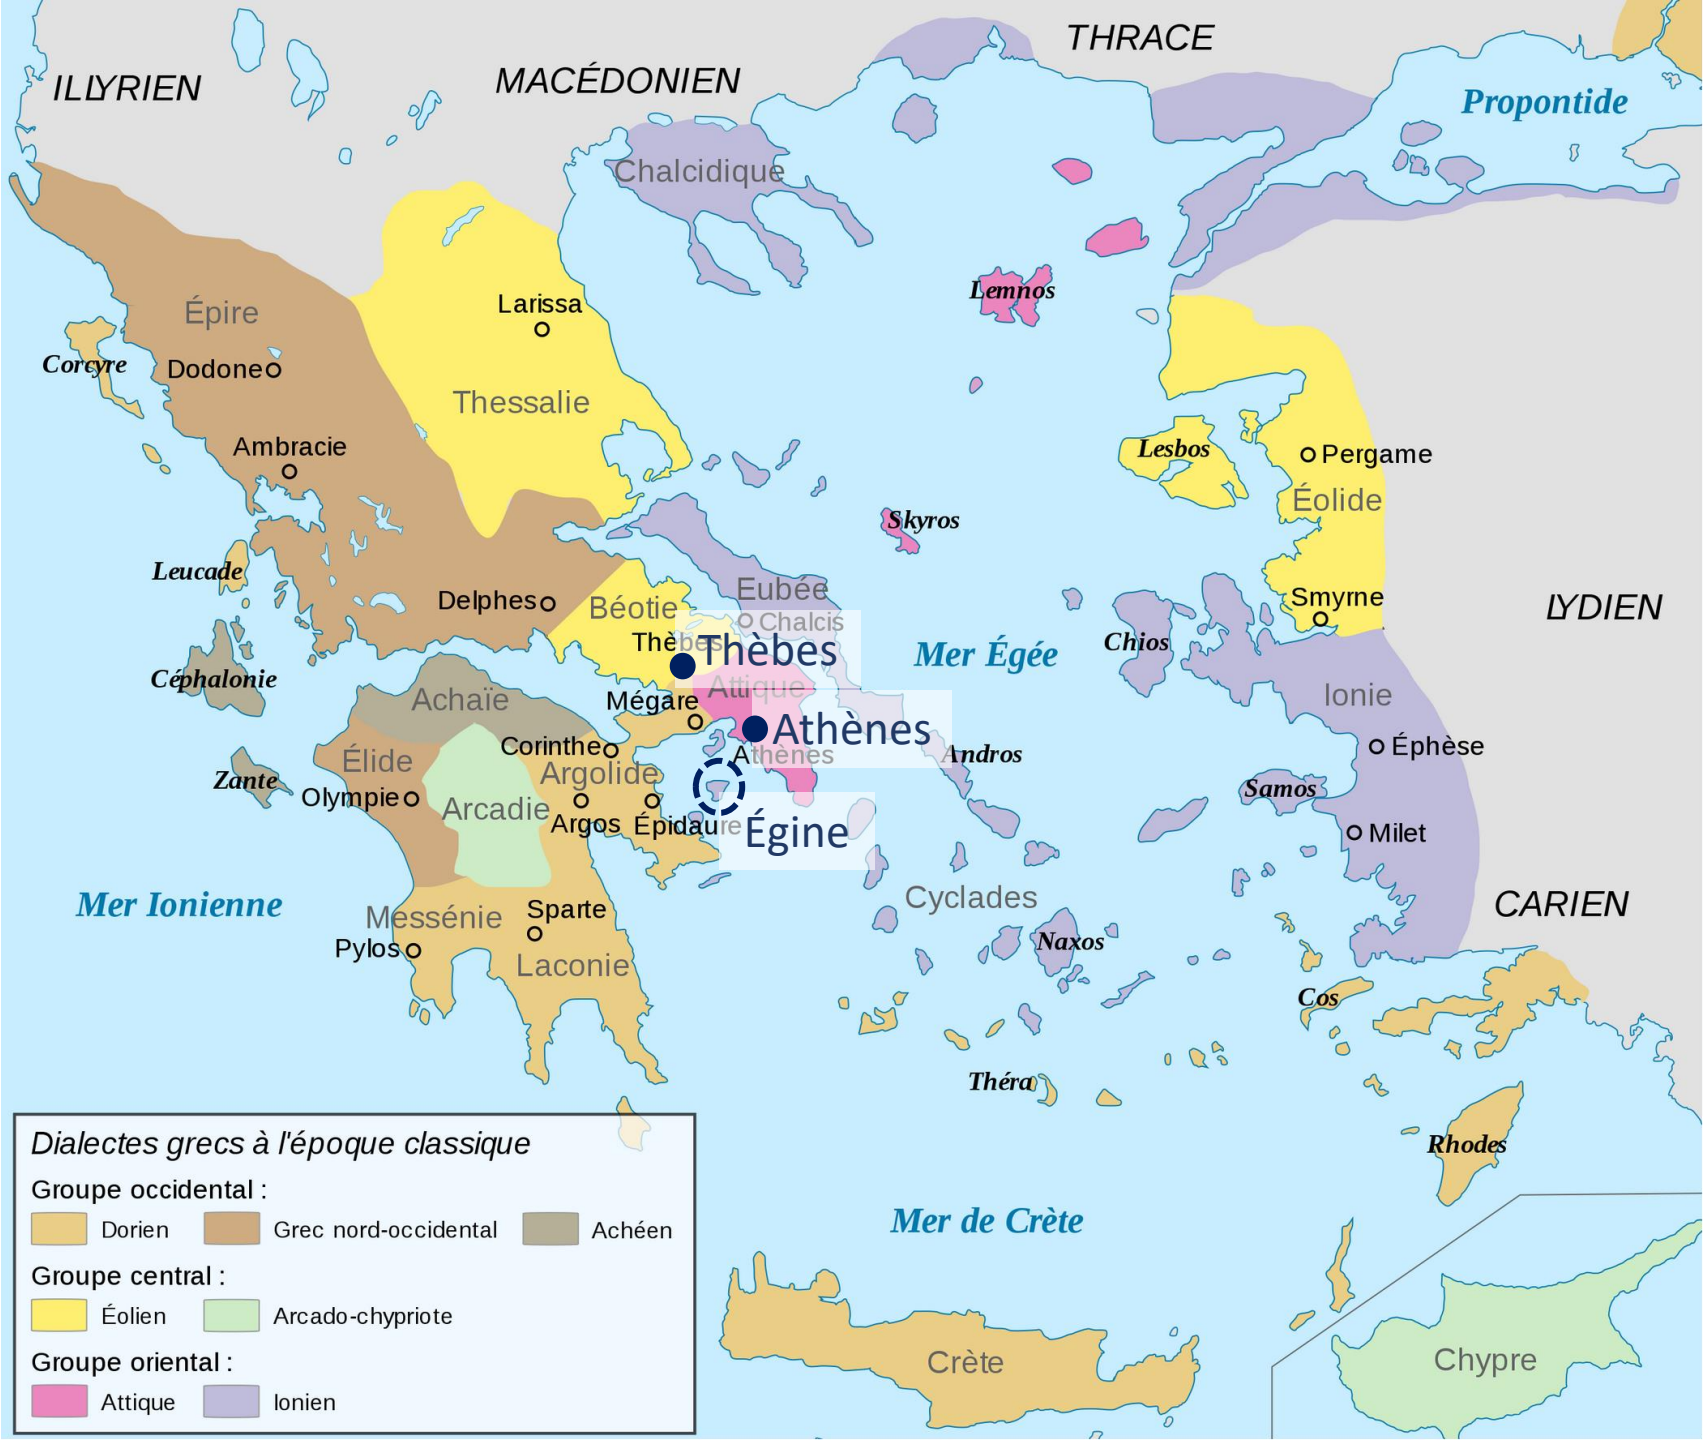 THRACE
ILLYRIEN
MACÉDONIEN
Propontide
Chalcidique
Lemnos
Épire
Larissa
Corcyre
Dodone
Thessalie
Ambracie
Lesbos
Pergame
Éolide
Skyros
Leucade
Delphes
Béotie
Eubée
Chalcis
Smyrne
LYDIEN
Thèbes
Thèbes
Mer Égée
Chios
Céphalonie
Achaïe
Attique
Mégare
Ionie
Athènes
Athènes
Corinthe
Élide
Argolide
Andros
Éphèse
Zante
Olympie
Arcadie
Samos
Argos
Épidaure
Égine
Milet
Mer Ionienne
Cyclades
CARIEN
Messénie
Sparte
Pylos
Laconie
Naxos
Cos
Théra
Rhodes
Mer de Crète
Crète
Chypre
Dialectes grecs à l'époque classique
Groupe occidental :
Dorien
Grec nord-occidental
Achéen
Groupe central :
Éolien
Arcado-chypriote
Groupe oriental :
Attique
Ionien